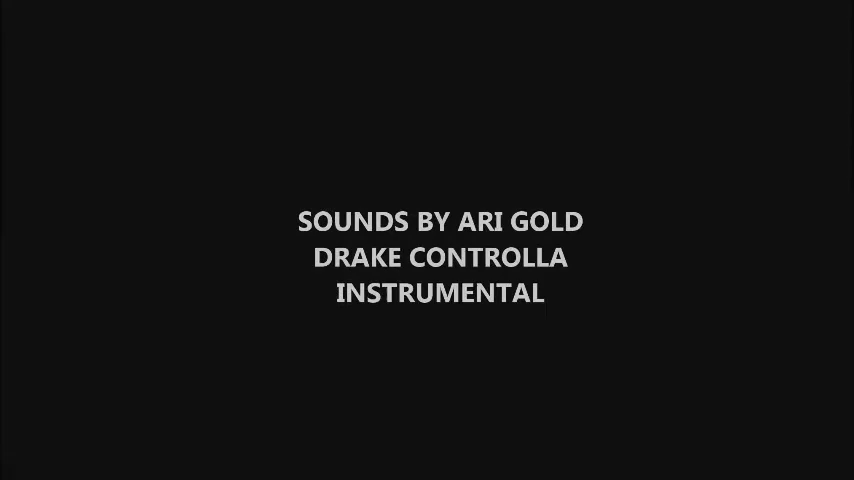 SOUNDS BY ARI GOLD
DRAKE CONTROLLA
INSTRUMENTAL